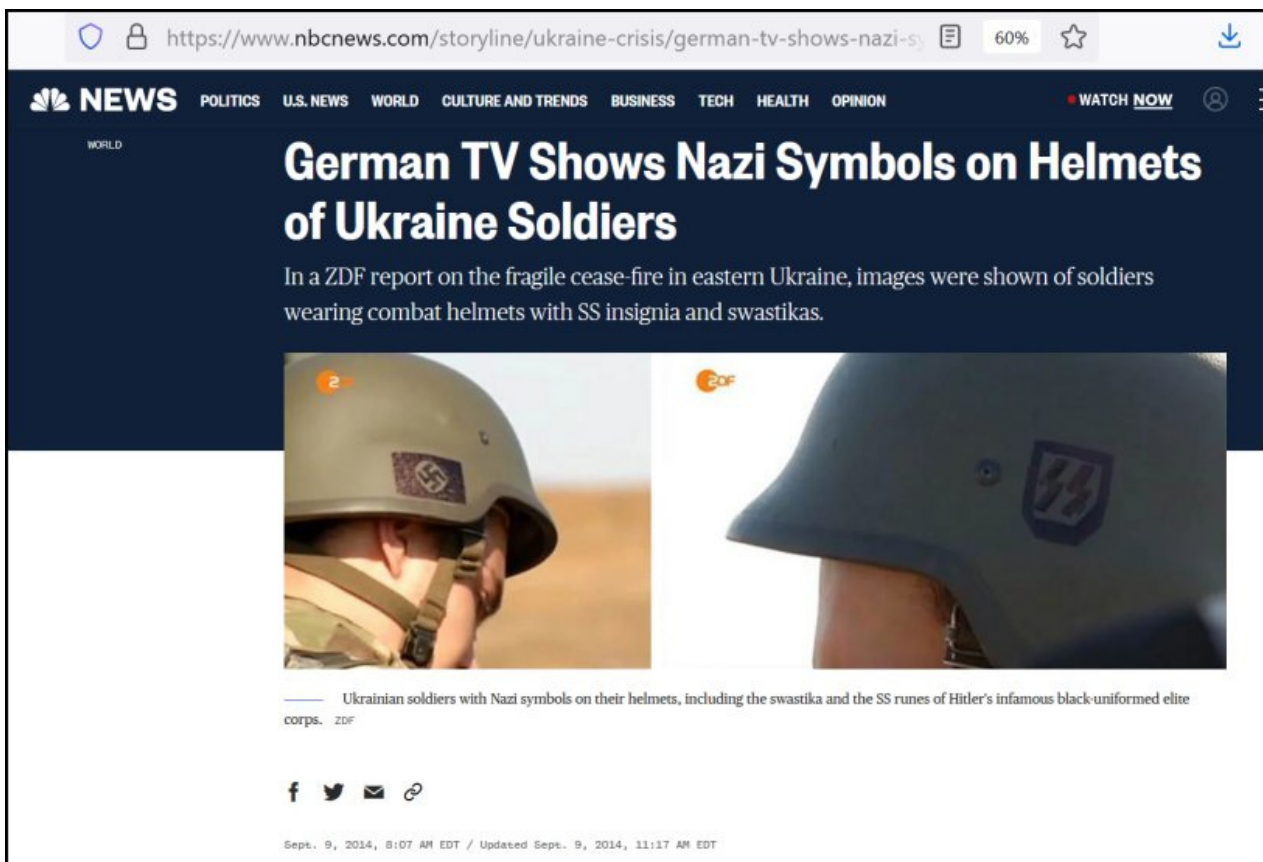 https://www.nbcnews.com/storyline/ukraine-crisis/german-tv-shows-nazi-sy 60%
NEWS POLITICS U.S. NEWS WORLD CULTURE AND TRENDS BUSINESS TECH HEALTH OPINION WATCH NOW
WORLD
German TV Shows Nazi Symbols on Helmets
of Ukraine Soldiers
In a ZDF report on the fragile cease-fire in eastern Ukraine, images were shown of soldiers
wearing combat helmets with SS insignia and swastikas.
ZDF
Ukrainian soldiers with Nazi symbols on their helmets, including the swastika and the SS runes of Hitler's infamous black-uniformed elite
corps. ZDF
Sept. 9, 2014, 8:07 AM EDT / Updated Sept. 9, 2014, 11:17 AM EDT